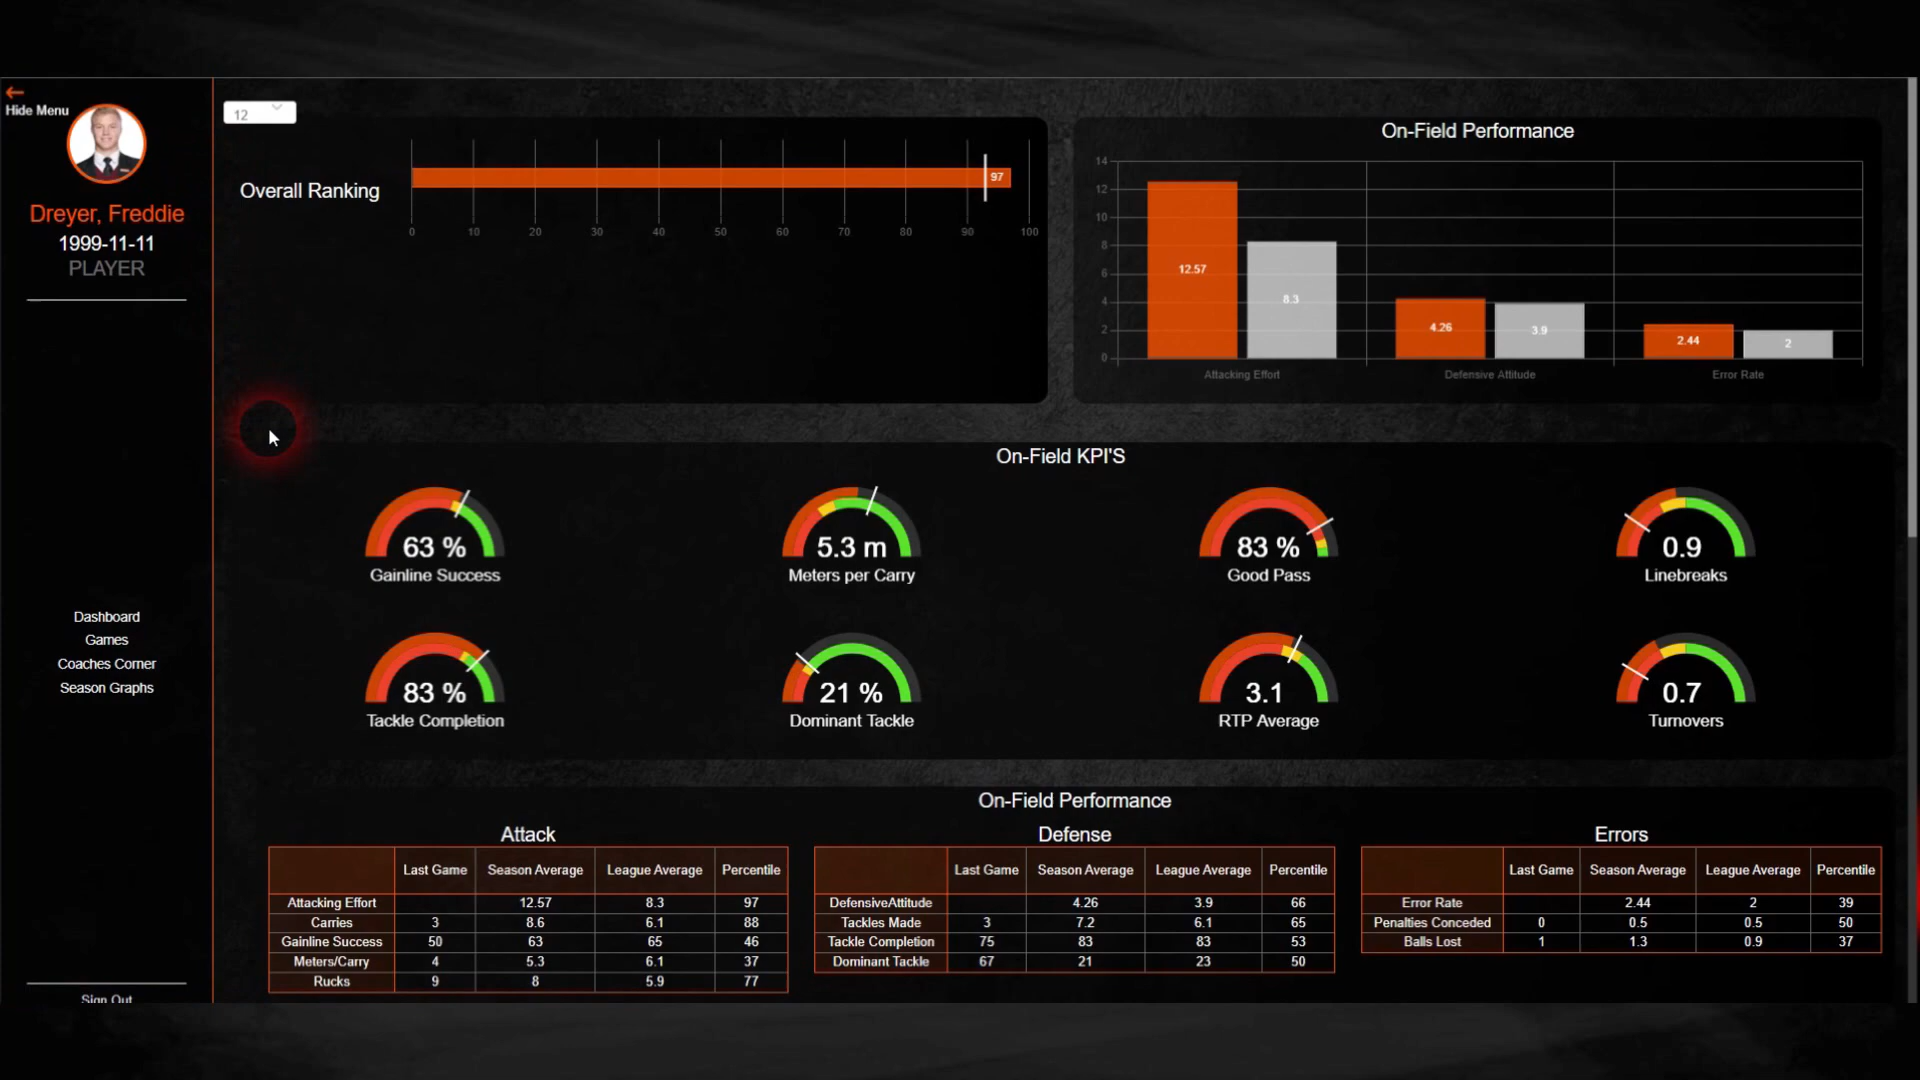 Hide Menu
Dreyer, Freddie
1999-11-11
PLAYER
Dashboard
Games
Coaches Corner
Season Graphs
Sign Out
12
Overall Ranking
97
0 10 20 30 40 50 60 70 80 90 100
On-Field Performance
14
12
10
8
6
4
2
0
12.57
8.3
4.26
3.9
2.44
2
Attacking Effort
Defensive Attitude
Error Rate
On-Field KPI'S
63 %
Gainline Success
5.3 m
Meters per Carry
83 %
Good Pass
0.9
Linebreaks
83 %
Tackle Completion
21 %
Dominant Tackle
3.1
RTP Average
0.7
Turnovers
On-Field Performance
Attack
Last Game Season Average League Average Percentile
Attacking Effort 12.57 8.3 97
Carries 3 8.6 6.1 88
Gainline Success 50 63 65 46
Meters/Carry 4 5.3 6.1 37
Rucks 9 8 5.9 77
Defense
Last Game Season Average League Average Percentile
DefensiveAttitude 4.26 3.9 66
Tackles Made 3 7.2 6.1 65
Tackle Completion 75 83 83 53
Dominant Tackle 67 21 23 50
Errors
Last Game Season Average League Average Percentile
Error Rate 2.44 2 39
Penalties Conceded 0 0.5 0.5 50
Balls Lost 1 1.3 0.9 37